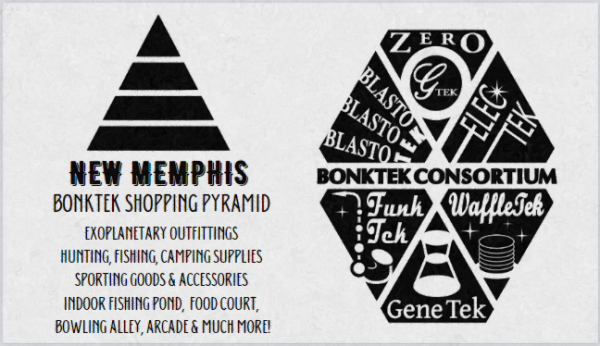 NEW MEMPHIS
BONKTEK SHOPPING PYRAMID
EXOPLANETARY OUTFITTINGS
HUNTING, FISHING, CAMPING SUPPLIES
SPORTING GOODS & ACCESSORIES
INDOOR FISHING POND, FOOD COURT,
BOWLING ALLEY, ARCADE & MUCH MORE!
ZERO
G TEK
BLASTO
BLASTO
BLASTO
TEK
ELEC
TEK
BONKTEK CONSORTIUM
Funk
Tek
WaffleTek
Gene Tek